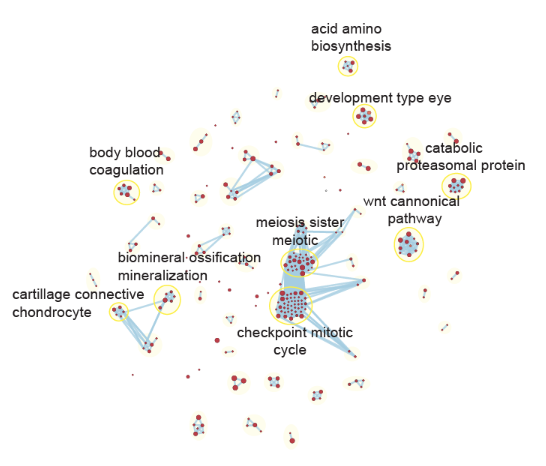 acid amino
biosynthesis
development type eye
body blood
coagulation
catabolic
proteasomal protein
wnt cannonical
pathway
meiosis sister
meiotic
biomineral ossification
mineralization
cartillage connective
chondrocyte
checkpoint mitotic
cycle